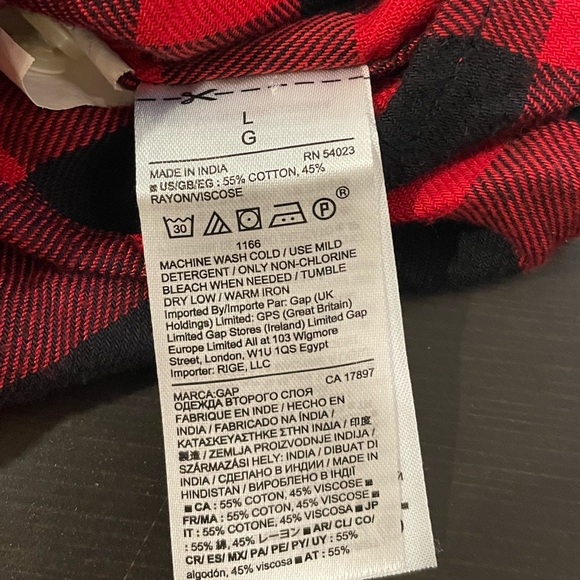 L
G
RN 54023
MADE IN INDIA
US/GB/EG : 55% COTTON, 45%
RAYON/VISCOSE
30
P
®
1166
MACHINE WASH COLD / USE MILD
DETERGENT / ONLY NON-CHLORINE
BLEACH WHEN NEEDED / TUMBLE
DRY LOW / WARM IRON
Imported By/Importe Par: Gap (UK
Holdings) Limited: GPS (Great Britain)
Limited Gap Stores (Ireland) Limited Gap
Europe Limited All at 103 Wigmore
Street, London, W1U 1QS Egypt
Importer: RIGE, LLC
CA 17897
MARCA:GAP
ОДЕЖДА ВТОРОГО СЛОЯ
FABRIQUE EN INDE / HECHO EN
INDIA / FABRICADO NA ÍNDIA /
ΚΑΤΑΣΚΕΥΑΣΤΗΚΕ ΣΤΗΝ ΙΝΔΙΑ / 印度
製造 / ZEMLJA PROIZVODNJE INDIJA /
SZÁRMAZÁSI HELY: INDIA / DIBUAT DI
INDIA / СДЕЛАНО В ИНДИИ / MADE IN
HINDISTAN / BIVAROSHES EN INDIJ
CA : 55% COTON, 45% VISCOSE
FR/MA : 55% COTON, 45% VISCOSE
IT : 55% COTONE, 45% VISCOSA JP
: 55% 綿, 45% レーヨン AR/ CL/ CO/
CR/ ES/ MX/ PA/ PE/ PY/ UY : 55%
algodón, 45% viscosa AT : 55%